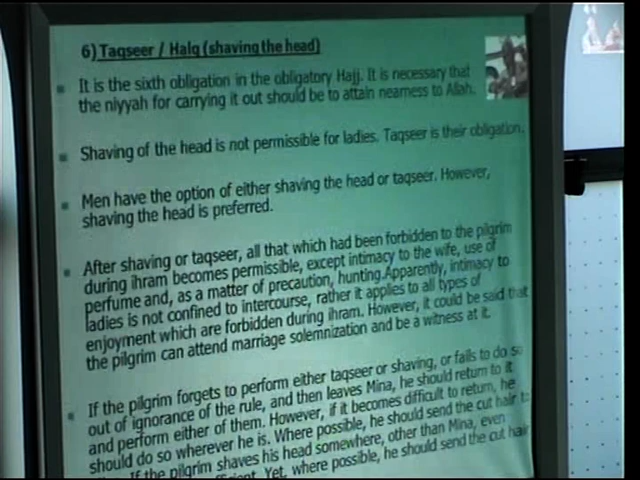 6) Taqseer / Halq (shaving the head)
It is the sixth obligation in the obligatory Hajj. It is necessary that
the niyyah for carrying it out should be to attain nearness to Allah.
Shaving of the head is not permissible for ladies. Taqseer is their obligation.
Men have the option of either shaving the head or taqseer. However,
shaving the head is preferred.
After shaving or taqseer, all that which had been forbidden to the pilgrim
during ihram becomes permissible, except intimacy to the wife, use of
perfume and, as a matter of precaution, hunting.Apparently, intimacy to
ladies is not confined to intercourse, rather it applies to all types of
enjoyment which are forbidden during ihram. However, it could be said that
the pilgrim can attend marriage solemnization and be a witness at it.
If the pilgrim forgets to perform either taqseer or shaving, or fails to do so
out of ignorance of the rule, and then leaves Mina, he should return to it
and perform either of them. However, if it becomes difficult to return, he
should do so wherever he is. Where possible, he should send the cut hair to
If the pilgrim shaves his head somewhere, other than Mina, even
Yet, where possible, he should send the cut hair